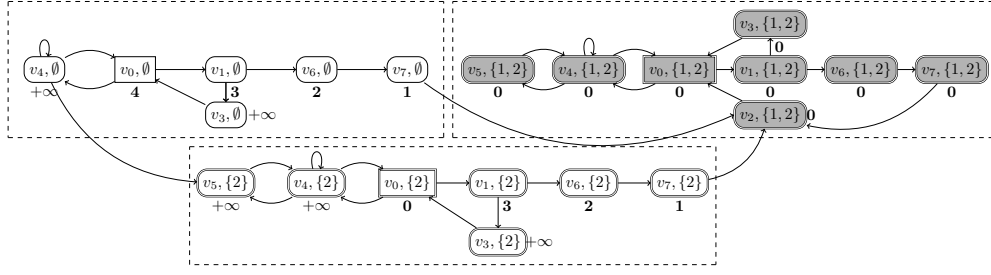 v₃, {1, 2}
0
v₄, ∅ v₀, ∅ v₁, ∅ v₆, ∅ v₇, ∅ v₅, {1, 2} v₄, {1, 2} v₀, {1, 2} v₁, {1, 2} v₆, {1, 2} v₇, {1, 2}
+∞ 4 3 2 1 0 0 0 0 0 0
v₃, ∅ +∞ v₂, {1, 2} 0
v₅, {2} v₄, {2} v₀, {2} v₁, {2} v₆, {2} v₇, {2}
+∞ +∞ 0 3 2 1
v₃, {2} +∞